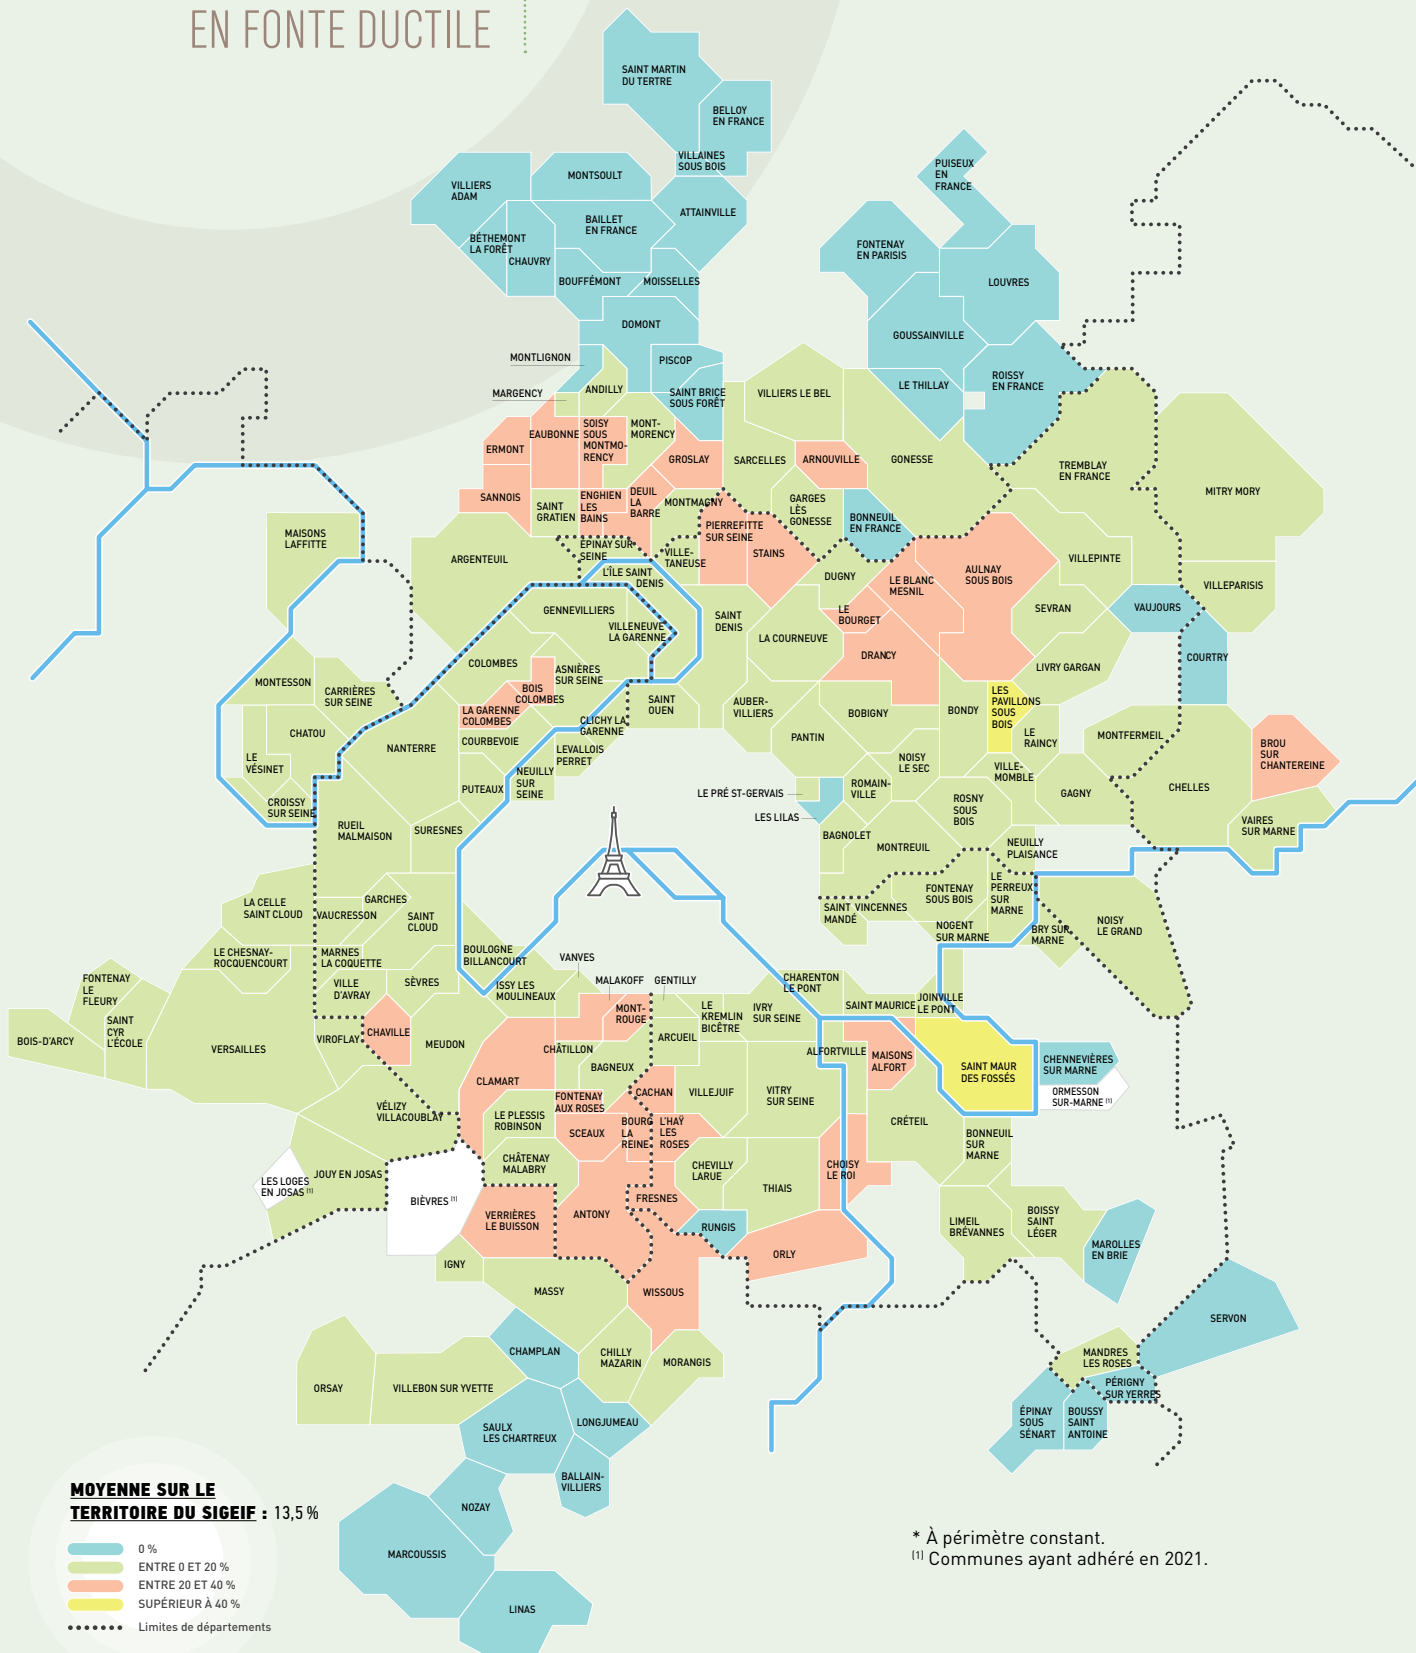 EN FONTE DUCTILE
SAINT MARTIN
DU TERTRE
BELLOY
EN FRANCE
VILLAINES
SOUS BOIS
VILLIERS
ADAM
MONTSOULT
PUISEUX
EN
FRANCE
BAILLET
EN FRANCE
ATTAINVILLE
BÉTHEMONT
LA FORÊT
CHAUVRY
FONTENAY
EN PARISIS
BOUFFÉMONT
MOISSELLES
LOUVRES
DOMONT
GOUSSAINVILLE
MONTLIGNON
PISCOP
ROISSY
EN FRANCE
LE THILLAY
MARGENCY
ANDILLY
SAINT BRICE
SOUS FORÊT
VILLIERS LE BEL
ERMONT
EAUBONNE
SOISY
SOUS
MONTMO-
RENCY
MONT-
MORENCY
GROSLAY
SARCELLES
ARNOUVILLE
GONESSE
TREMBLAY
EN FRANCE
MITRY MORY
SANNOIS
SAINT
GRATIEN
ENGHIEN
LES
BAINS
DEUIL
LA
BARRE
MONTMAGNY
GARGES
LÈS
GONESSE
BONNEUIL
EN FRANCE
PIERREFITTE
SUR SEINE
STAINS
MAISONS
LAFFITTE
ARGENTEUIL
ÉPINAY SUR
SEINE
VILLE-
TANEUSE
L'ÎLE SAINT
DENIS
DUGNY
LE BLANC
MESNIL
AULNAY
SOUS BOIS
VILLEPINTE
VILLEPARISIS
GENNEVILLIERS
VILLENEUVE
LA GARENNE
SAINT
DENIS
LA COURNEUVE
LE
BOURGET
SEVRAN
VAUJOURS
DRANCY
COURTRY
COLOMBES
ASNIÈRES
SUR SEINE
LIVRY GARGAN
MONTESSON
CARRIÈRES
SUR SEINE
BOIS
COLOMBES
LA GARENNE
COLOMBES
SAINT
OUEN
AUBER-
VILLIERS
BOBIGNY
BONDY
LES
PAVILLONS
SOUS
BOIS
CLICHY LA
GARENNE
CHATOU
NANTERRE
COURBEVOIE
LEVALLOIS
PERRET
PANTIN
LE
RAINCY
MONTFERMEIL
BROU
SUR
CHANTEREINE
LE
VÉSINET
NEUILLY
SUR
SEINE
NOISY
LE SEC
VILLE-
MOMBLE
PUTEAUX
LE PRÉ ST-GERVAIS
ROMAIN-
VILLE
ROSNY
SOUS
BOIS
GAGNY
CHELLES
CROISSY
SUR SEINE
LES LILAS
VAIRES
SUR MARNE
RUEIL
MALMAISON
SURESNES
BAGNOLET
MONTREUIL
NEUILLY
PLAISANCE
LA CELLE
SAINT CLOUD
GARCHES
VAUCRESSON
SAINT
CLOUD
SAINT
MANDÉ
VINCENNES
FONTENAY
SOUS BOIS
LE
PERREUX
SUR
MARNE
NOGENT
SUR MARNE
BRY SUR
MARNE
NOISY
LE GRAND
LE CHESNAY-
ROCQUENCOURT
MARNES
LA COQUETTE
BOULOGNE
BILLANCOURT
VANVES
FONTENAY
LE
FLEURY
VILLE
D'AVRAY
SÈVRES
ISSY LES
MOULINEAUX
MALAKOFF
GENTILLY
CHARENTON
LE PONT
SAINT MAURICE
JOINVILLE
LE PONT
MONT-
ROUGE
LE
KREMLIN
BICÊTRE
IVRY
SUR SEINE
SAINT
CYR
L'ÉCOLE
BOIS-D'ARCY
VERSAILLES
VIROFLAY
CHAVILLE
MEUDON
CHÂTILLON
ARCUEIL
ALFORTVILLE
MAISONS
ALFORT
SAINT MAUR
DES FOSSÉS
CHENNEVIÈRES
SUR MARNE
ORMESSON
SUR-MARNE (1)
CLAMART
BAGNEUX
CACHAN
VILLEJUIF
VITRY
SUR SEINE
VÉLIZY
VILLACOUBLAY
FONTENAY
AUX ROSES
LE PLESSIS
ROBINSON
SCEAUX
BOURG
LA
REINE
L'HAŸ
LES
ROSES
CRÉTEIL
BONNEUIL
SUR
MARNE
CHÂTENAY
MALABRY
CHEVILLY
LARUE
CHOISY
LE ROI
JOUY EN JOSAS
LES LOGES
EN JOSAS (1)
BIÈVRES (1)
FRESNES
THIAIS
VERRIÈRES
LE BUISSON
ANTONY
RUNGIS
LIMEIL
BRÉVANNES
BOISSY
SAINT
LÉGER
MAROLLES
EN BRIE
ORLY
IGNY
MASSY
WISSOUS
SERVON
CHAMPLAN
CHILLY
MAZARIN
MORANGIS
MANDRES
LES ROSES
ORSAY
VILLEBON SUR YVETTE
PÉRIGNY
SUR YERRES
ÉPINAY
SOUS
SÉNART
BOUSSY
SAINT
ANTOINE
SAULX
LES CHARTREUX
LONGJUMEAU
BALLAIN-
VILLIERS
NOZAY
MARCOUSSIS
LINAS
MOYENNE SUR LE
TERRITOIRE DU SIGEIF : 13,5 %
0 %
ENTRE 0 ET 20 %
ENTRE 20 ET 40 %
SUPÉRIEUR À 40 %
Limites de départements
* À périmètre constant.
(1) Communes ayant adhéré en 2021.